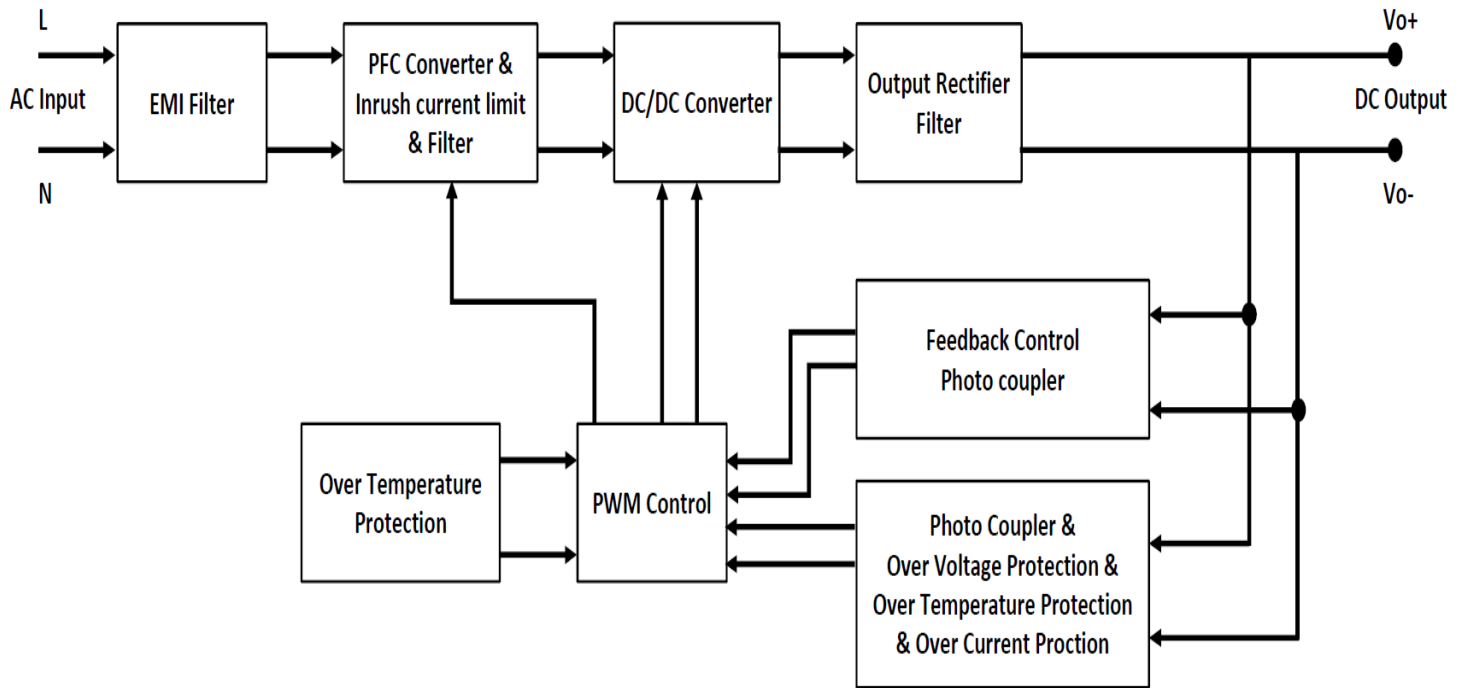 L
AC Input
N
EMI Filter
PFC Converter &
Inrush current limit
& Filter
DC/DC Converter
Output Rectifier
Filter
Vo+
DC Output
Vo-
Feedback Control
Photo coupler
Over Temperature
Protection
PWM Control
Photo Coupler &
Over Voltage Protection &
Over Temperature Protection
& Over Current Proction